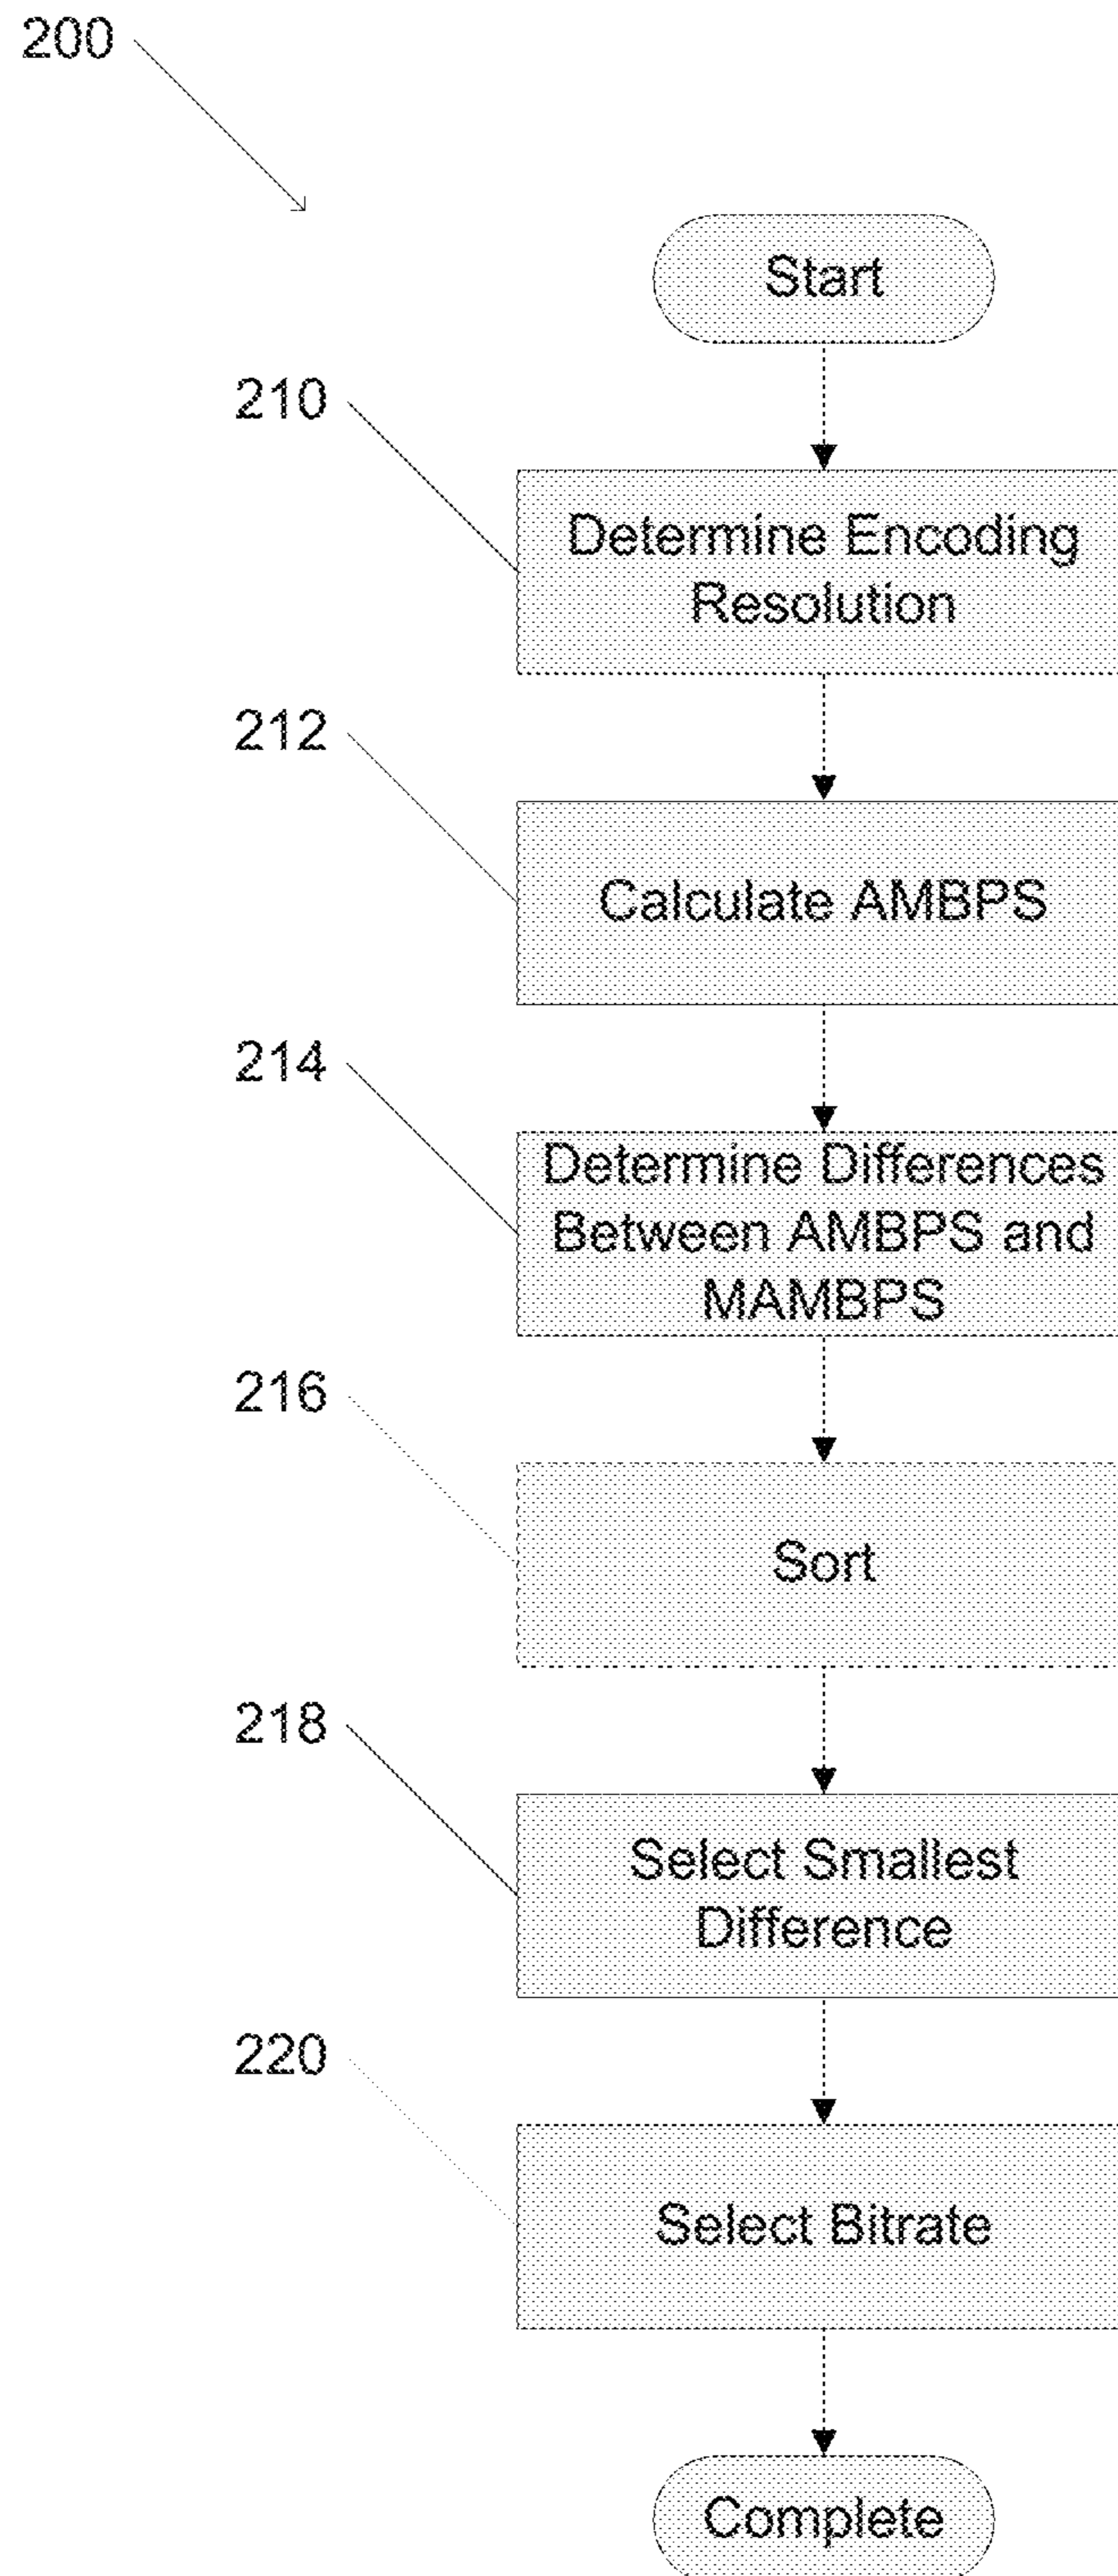 200
Start
210
Determine Encoding
Resolution
212
Calculate AMBPS
214
Determine Differences
Between AMBPS and
MAMBPS
216
Sort
218
Select Smallest
Difference
220
Select Bitrate
Complete